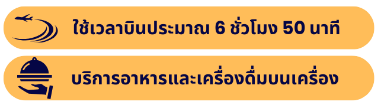 ใช้เวลาบินประมาณ 6 ชั่วโมง 50 นาที
บริการอาหารและเครื่องดื่มบนเครื่อง